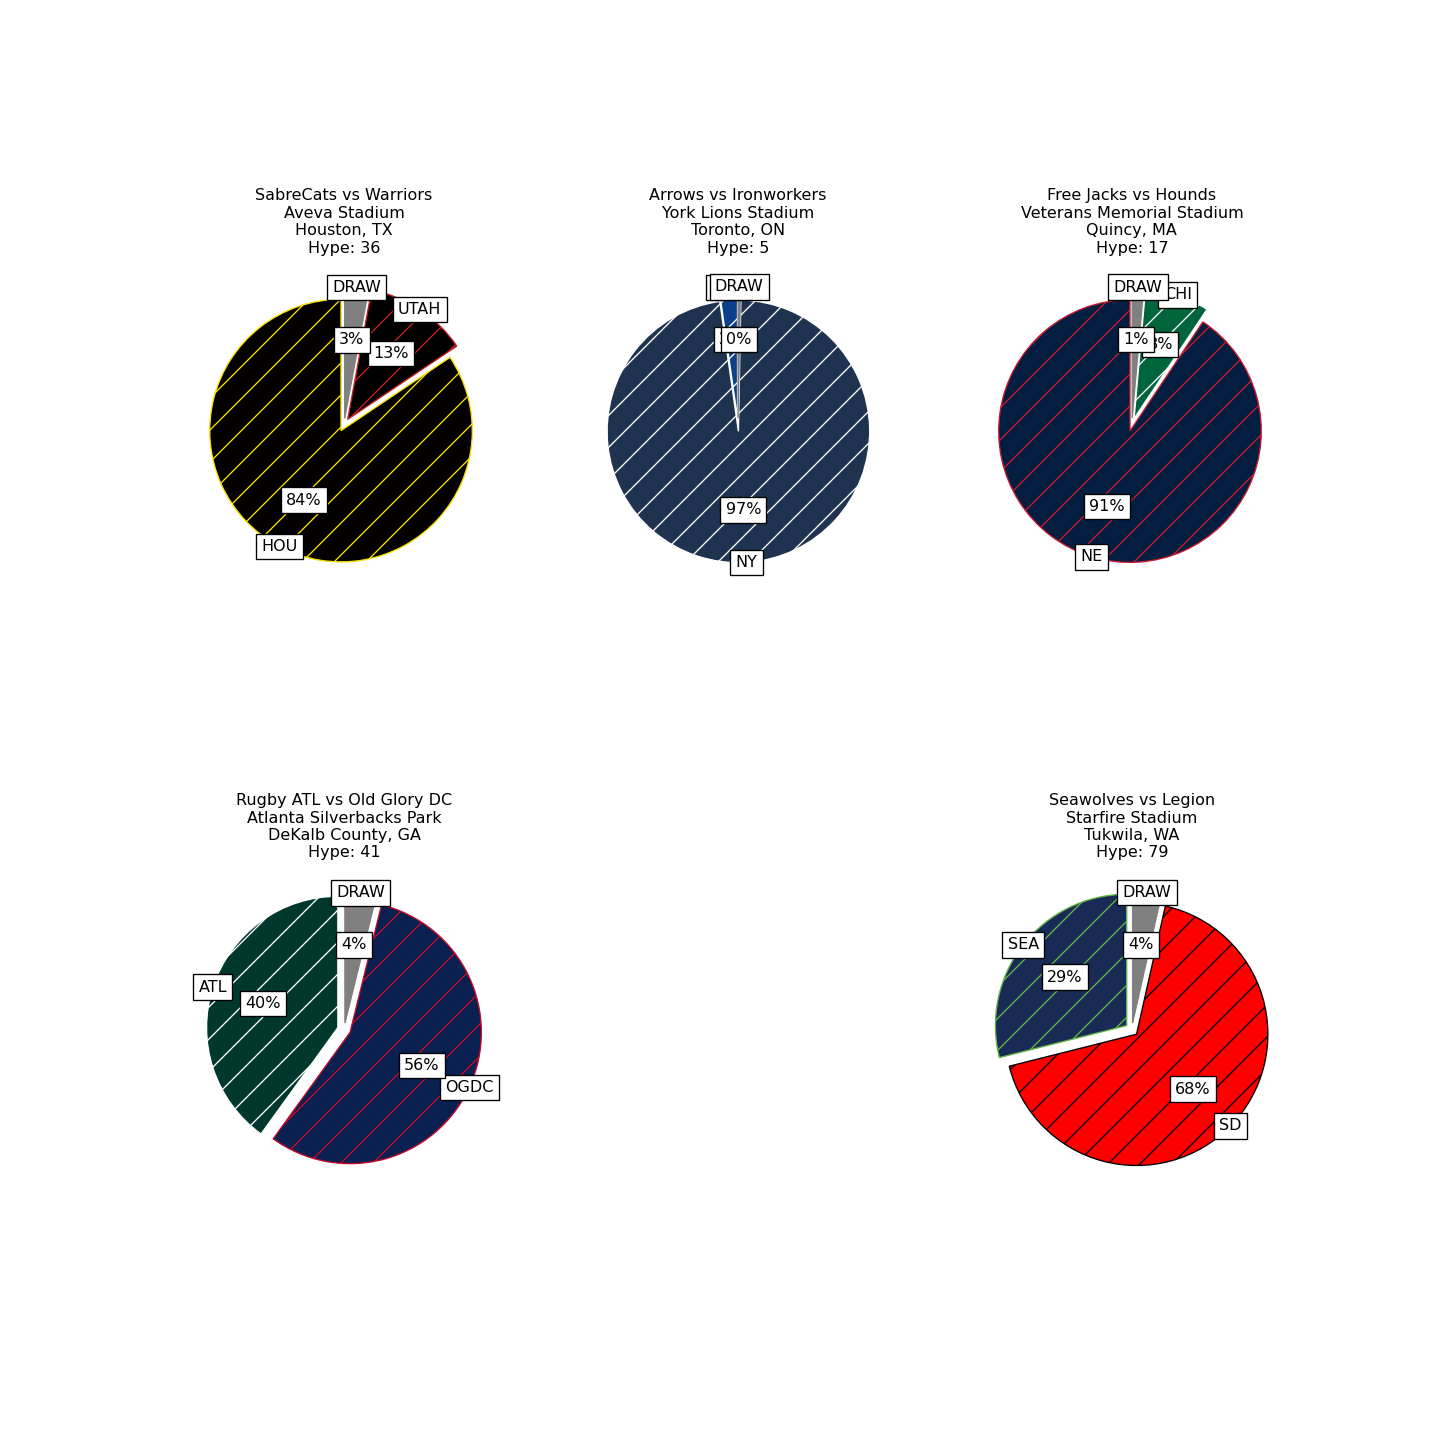 SabreCats vs Warriors
Aveva Stadium
Houston, TX
Hype: 36
DRAW
UTAH
3%
13%
84%
HOU
Arrows vs Ironworkers
York Lions Stadium
Toronto, ON
Hype: 5
DRAW
0%
97%
NY
Free Jacks vs Hounds
Veterans Memorial Stadium
Quincy, MA
Hype: 17
DRAW
CHI
1%
91%
NE
Rugby ATL vs Old Glory DC
Atlanta Silverbacks Park
DeKalb County, GA
Hype: 41
DRAW
4%
ATL
40%
56%
OGDC
Seawolves vs Legion
Starfire Stadium
Tukwila, WA
Hype: 79
DRAW
SEA
4%
29%
68%
SD